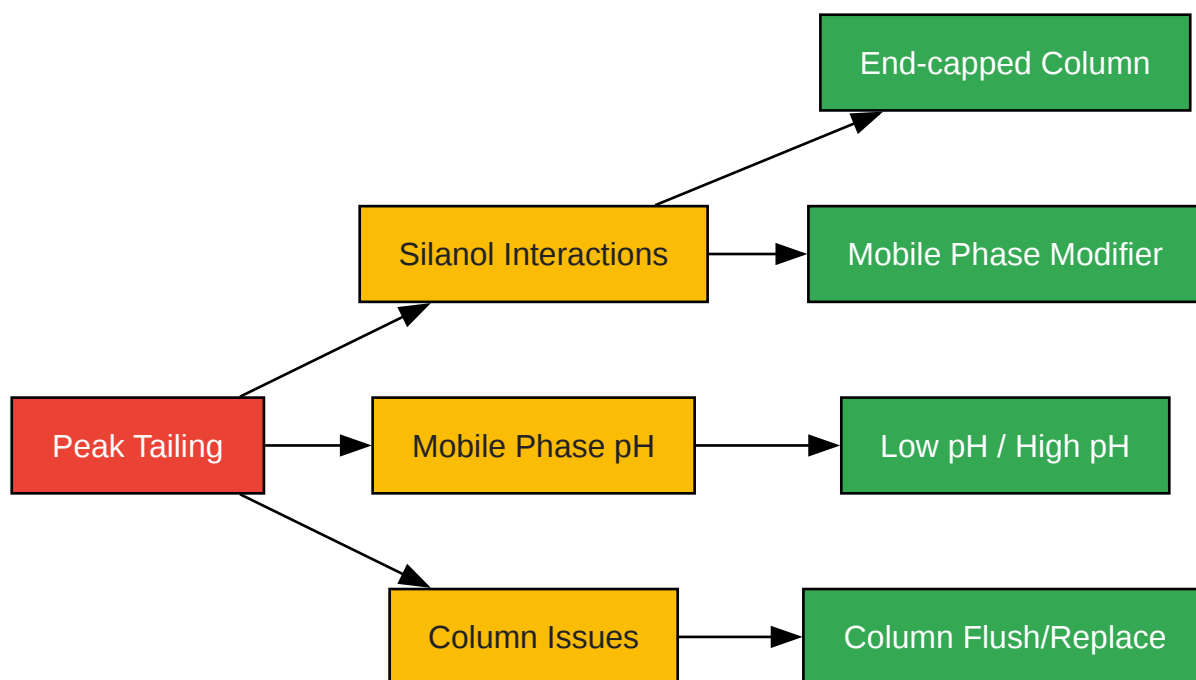 End-capped Column
Silanol Interactions
Mobile Phase Modifier
Peak Tailing
Mobile Phase pH
Low pH / High pH
Column Issues
Column Flush/Replace